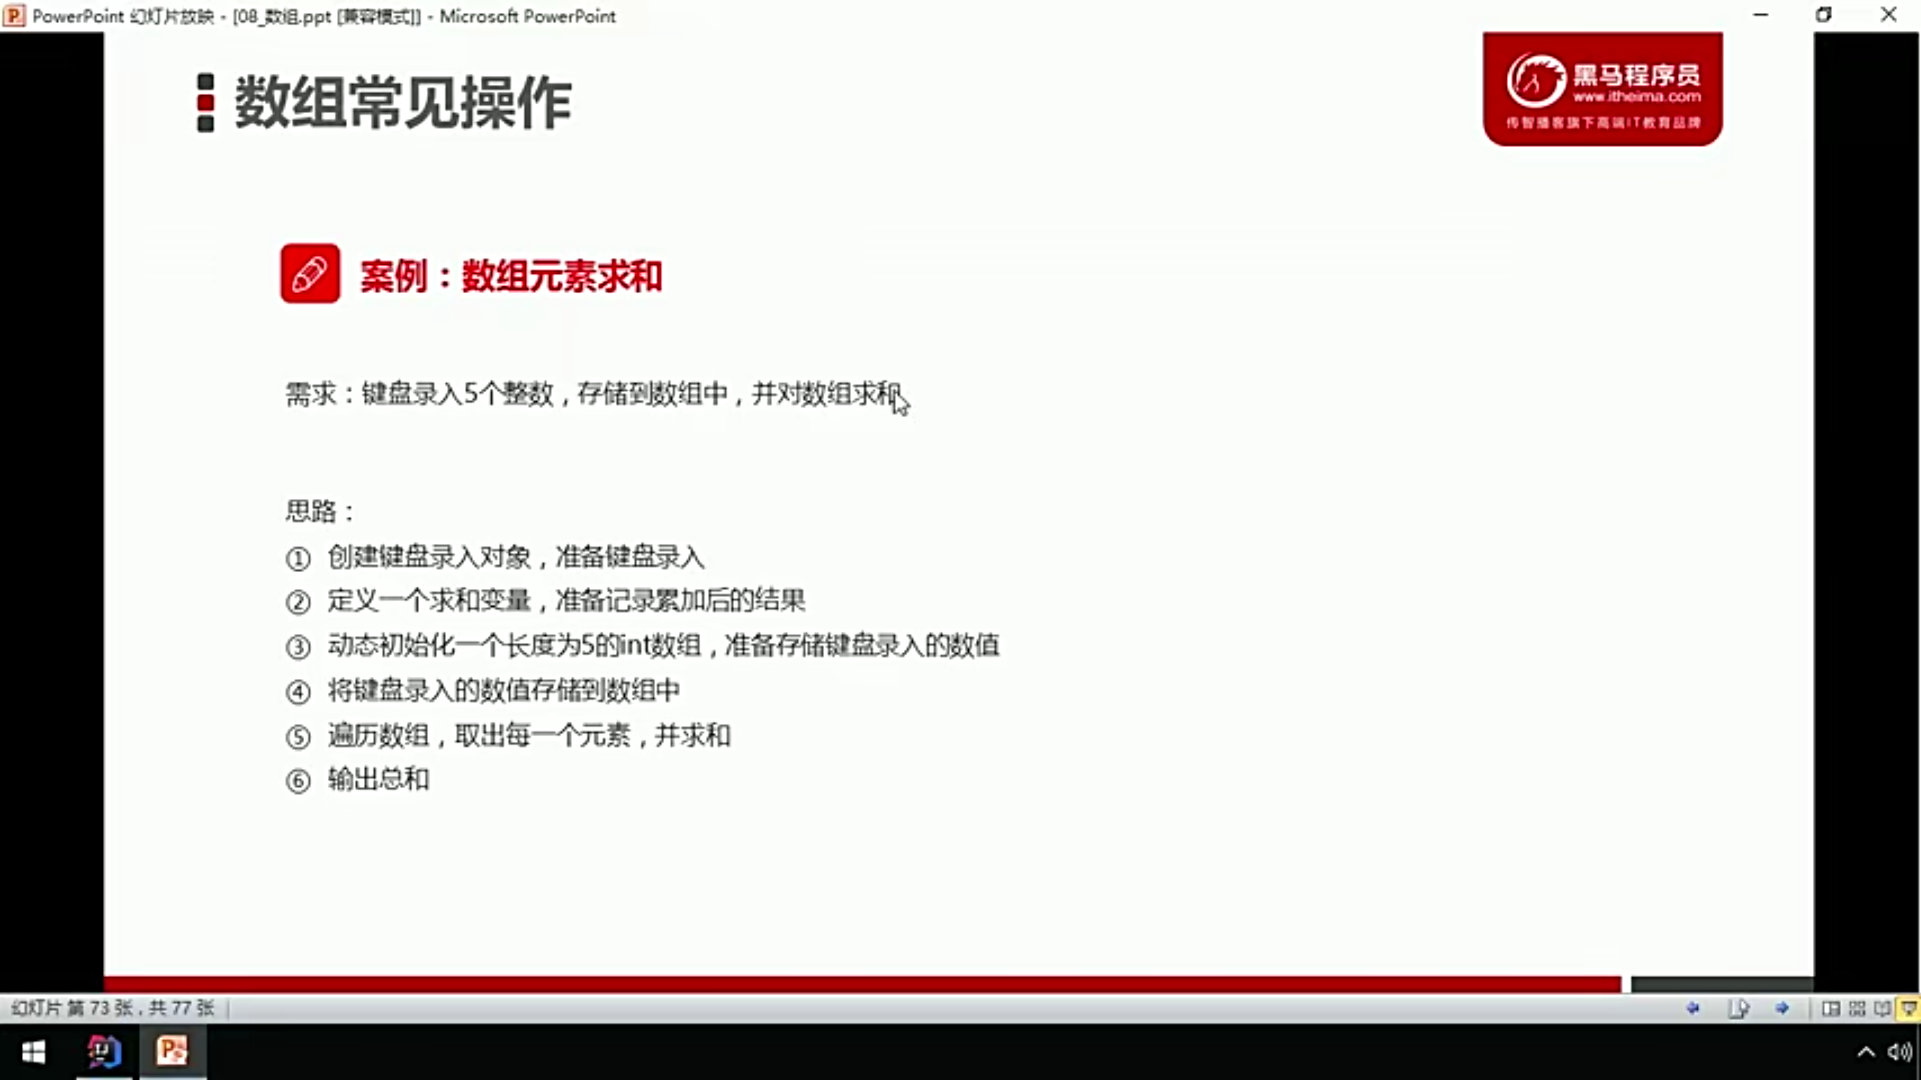 PowerPoint 幻灯片放映 - [08_数组.ppt [兼容模式]] - Microsoft PowerPoint
数组常见操作
黑马程序员
www.itheima.com
传智播客旗下高端IT教育品牌
案例：数组元素求和
需求：键盘录入5个整数，存储到数组中，并对数组求和
思路：
① 创建键盘录入对象，准备键盘录入
② 定义一个求和变量，准备记录累加后的结果
③ 动态初始化一个长度为5的int数组，准备存储键盘录入的数值
④ 将键盘录入的数值存储到数组中
⑤ 遍历数组，取出每一个元素，并求和
⑥ 输出总和
幻灯片 第 73 张，共 77 张